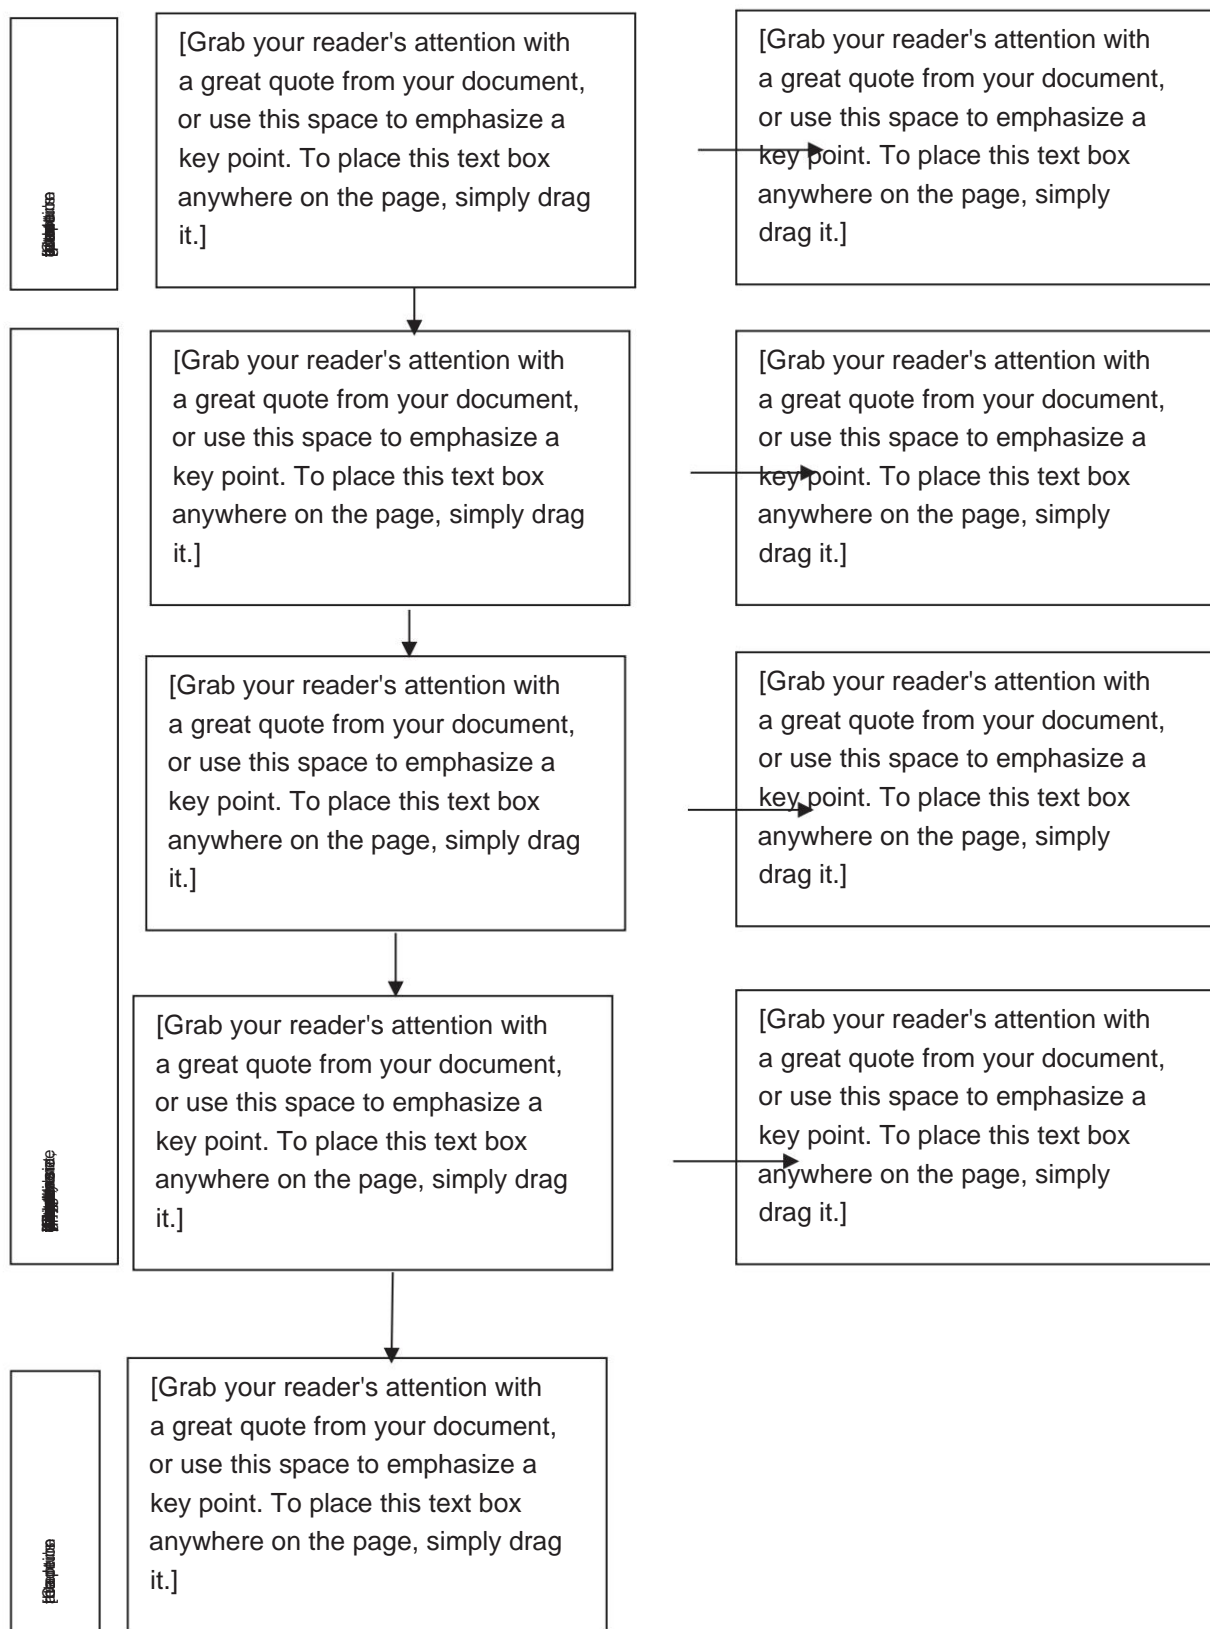 [Grab your reader's attention with
a great quote from your document,
or use this space to emphasize a
key point. To place this text box
anywhere on the page, simply drag
it.]
[Grab your reader's attention with
a great quote from your document,
or use this space to emphasize a
key point. To place this text box
anywhere on the page, simply
drag it.]
[Grab your reader's attention with
a great quote from your document,
or use this space to emphasize a
key point. To place this text box
anywhere on the page, simply drag
it.]
[Grab your reader's attention with
a great quote from your document,
or use this space to emphasize a
key point. To place this text box
anywhere on the page, simply
drag it.]
[Grab your reader's attention with
a great quote from your document,
or use this space to emphasize a
key point. To place this text box
anywhere on the page, simply drag
it.]
[Grab your reader's attention with
a great quote from your document,
or use this space to emphasize a
key point. To place this text box
anywhere on the page, simply
drag it.]
[Grab your reader's attention with
a great quote from your document,
or use this space to emphasize a
key point. To place this text box
anywhere on the page, simply drag
it.]
[Grab your reader's attention with
a great quote from your document,
or use this space to emphasize a
key point. To place this text box
anywhere on the page, simply
drag it.]
[Grab your reader's attention with
a great quote from your document,
or use this space to emphasize a
key point. To place this text box
anywhere on the page, simply drag
it.]